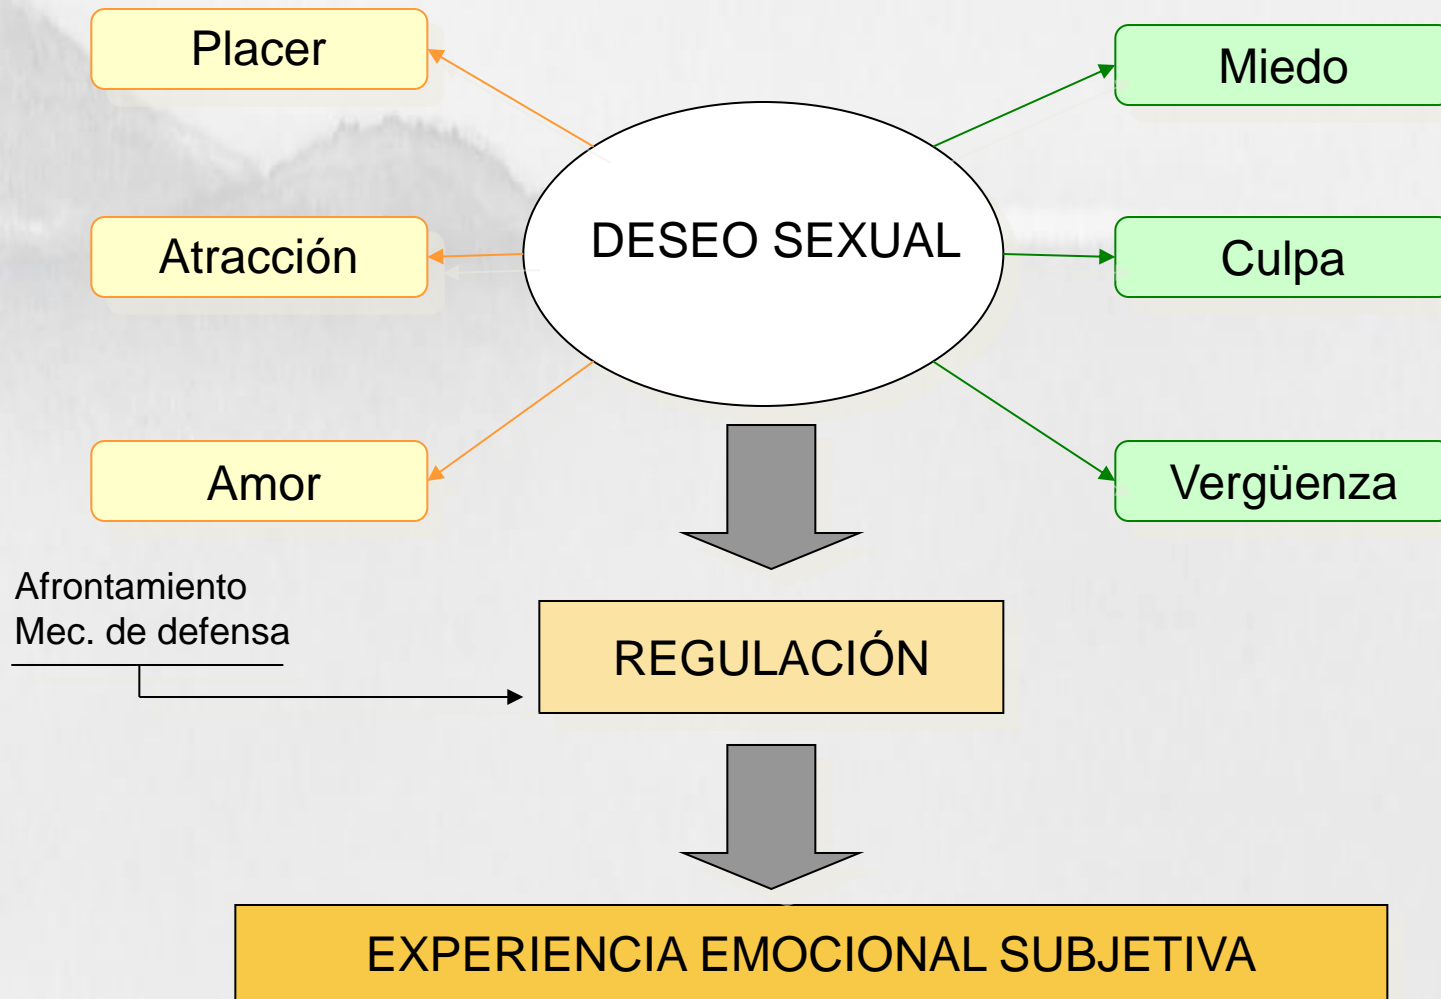 Placer
Miedo
DESEO SEXUAL
Atracción
Culpa
Amor
Vergüenza
Afrontamiento
Mec. de defensa
REGULACIÓN
EXPERIENCIA EMOCIONAL SUBJETIVA